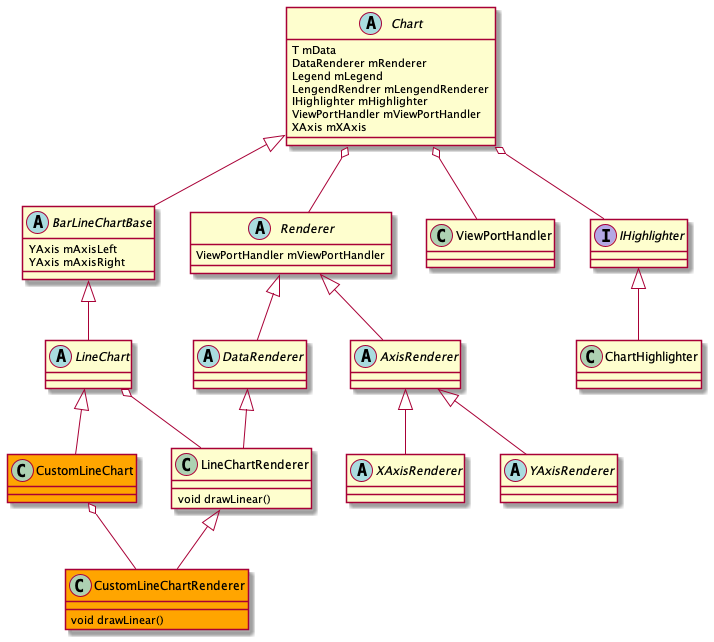 A Chart
T mData
DataRenderer mRenderer
Legend mLegend
LengendRendrer mLengendRenderer
IHighlighter mHighlighter
ViewPortHandler mViewPortHandler
XAxis mXAxis
A BarLineChartBase
YAxis mAxisLeft
YAxis mAxisRight
A Renderer
ViewPortHandler mViewPortHandler
C ViewPortHandler
I IHighlighter
A LineChart
A DataRenderer
A AxisRenderer
C ChartHighlighter
C CustomLineChart
C LineChartRenderer
void drawLinear()
A XAxisRenderer
A YAxisRenderer
C CustomLineChartRenderer
void drawLinear()